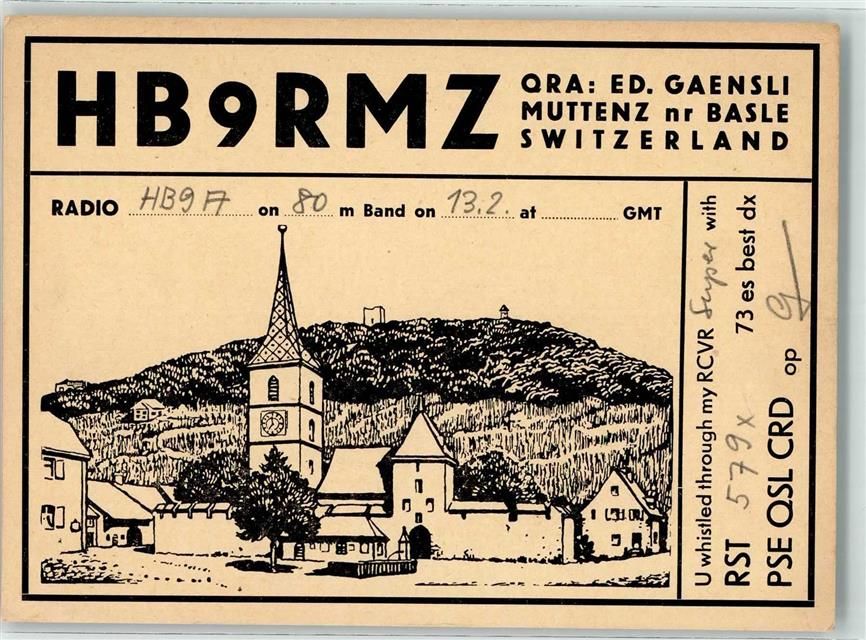 HB9RMZ
QRA: ED. GAENSLI
MUTTENZ nr BASLE
SWITZERLAND
RADIO HB9 on 80 m Band on 13.2. at GMT
U whistled through my RCVR Super with
RST 579x 73 es best dx
PSE QSL CRD op